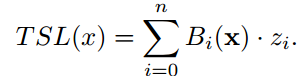 $TSL(x) = \sum_{i=0}^{n} B_i(\mathbf{x}) \cdot z_i.$